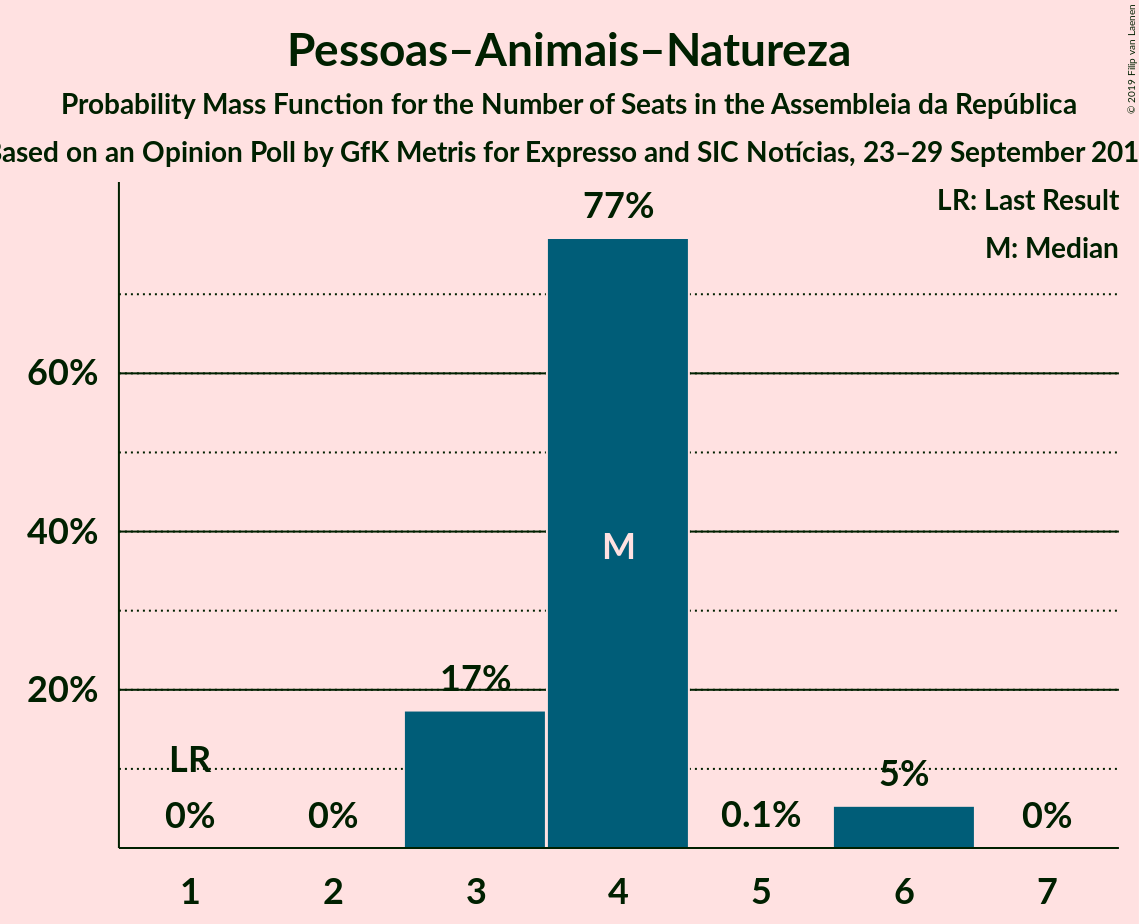 Pessoas–Animais–Natureza
Probability Mass Function for the Number of Seats in the Assembleia da República
ased on an Opinion Poll by GfK Metris for Expresso and SIC Notícias, 23–29 September 201
© 2019 Filip van Laenen
LR: Last Result
M: Median
77%
60%
40%
M
17%
20%
LR
5%
0%
0%
0.1%
0%
1 2 3 4 5 6 7